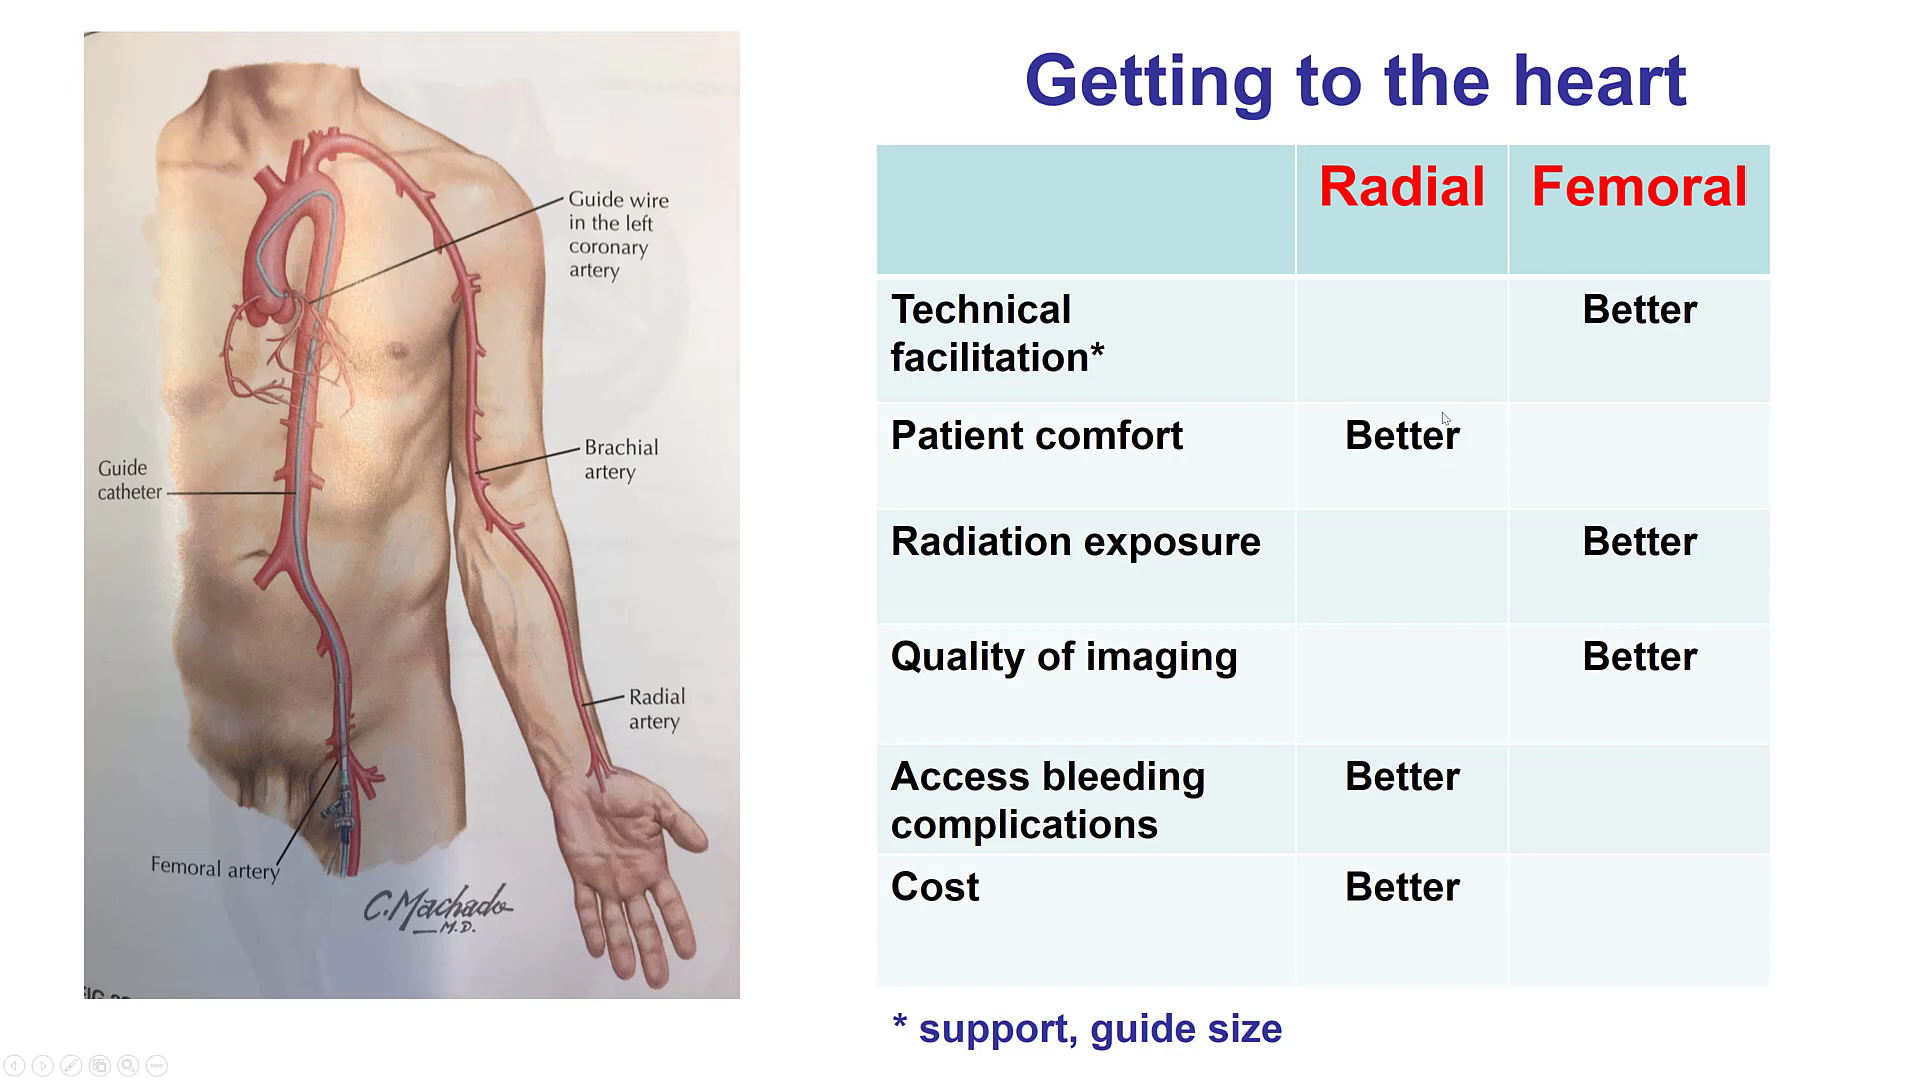 Getting to the heart
Guide wire
in the left
coronary
artery
Brachial
artery
Guide
catheter
Radial
artery
Femoral artery
C.Machado
M.D.
Radial Femoral
Technical
facilitation*
Better
Patient comfort Better
Radiation exposure Better
Quality of imaging Better
Access bleeding
complications
Better
Cost Better
* support, guide size